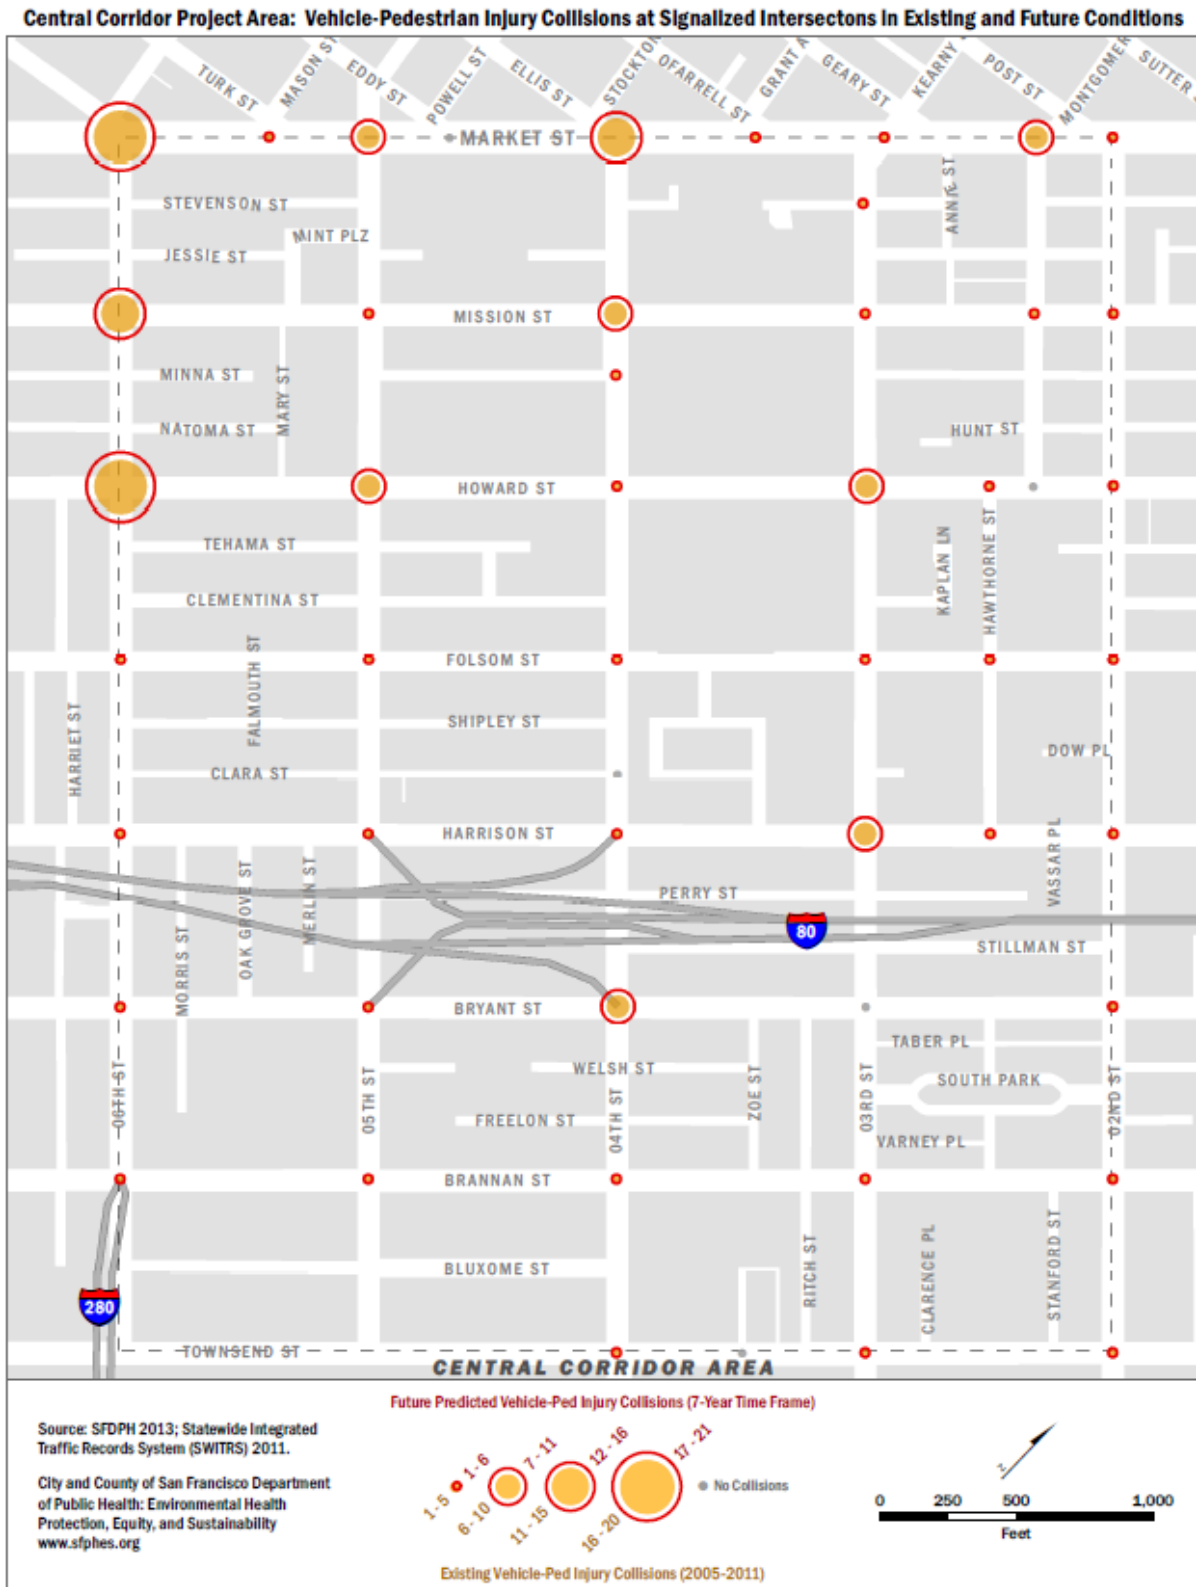 Central Corridor Project Area: Vehicle-Pedestrian Injury Collisions at Signalized Intersectons in Existing and Future Conditions
TURK ST
MASON ST
EDDY ST
POWELL ST
ELLIS ST
STOCKTON
OFARRELL ST
GRANT A
GEARY ST
KEARNY
POST ST
MONTGOMER
SUTTER S
MARKET ST
STEVENSON ST
ANNIE ST
MINT PLZ
JESSIE ST
MISSION ST
MINNA ST
MARY ST
NATOMA ST
HUNT ST
HOWARD ST
TEHAMA ST
KAPLAN LN
HAWTHORNE ST
CLEMENTINA ST
FALMOUTH ST
FOLSOM ST
HARRIET ST
SHIPLEY ST
DOW PL
CLARA ST
HARRISON ST
VASSAR PL
MORRIS ST
OAK GROVE ST
MERLIN ST
PERRY ST
80
STILLMAN ST
BRYANT ST
TABER PL
06TH ST
05TH ST
WELSH ST
04TH ST
ZOE ST
03RD ST
SOUTH PARK
02ND ST
FREELON ST
VARNEY PL
BRANNAN ST
BLUXOME ST
RITCH ST
CLARENCE PL
STANFORD ST
280
TOWNSEND ST
CENTRAL CORRIDOR AREA
Future Predicted Vehicle-Ped Injury Collisions (7-Year Time Frame)
Source: SFDPH 2013; Statewide Integrated
Traffic Records System (SWITRS) 2011.
City and County of San Francisco Department
of Public Health: Environmental Health
Protection, Equity, and Sustainability
www.sfphes.org
1 - 6
7 - 11
12 - 16
17 - 21
No Collisions
1 - 5
6 - 10
11 - 15
16 - 20
Existing Vehicle-Ped Injury Collisions (2005-2011)
Z
0 250 500 1,000
Feet